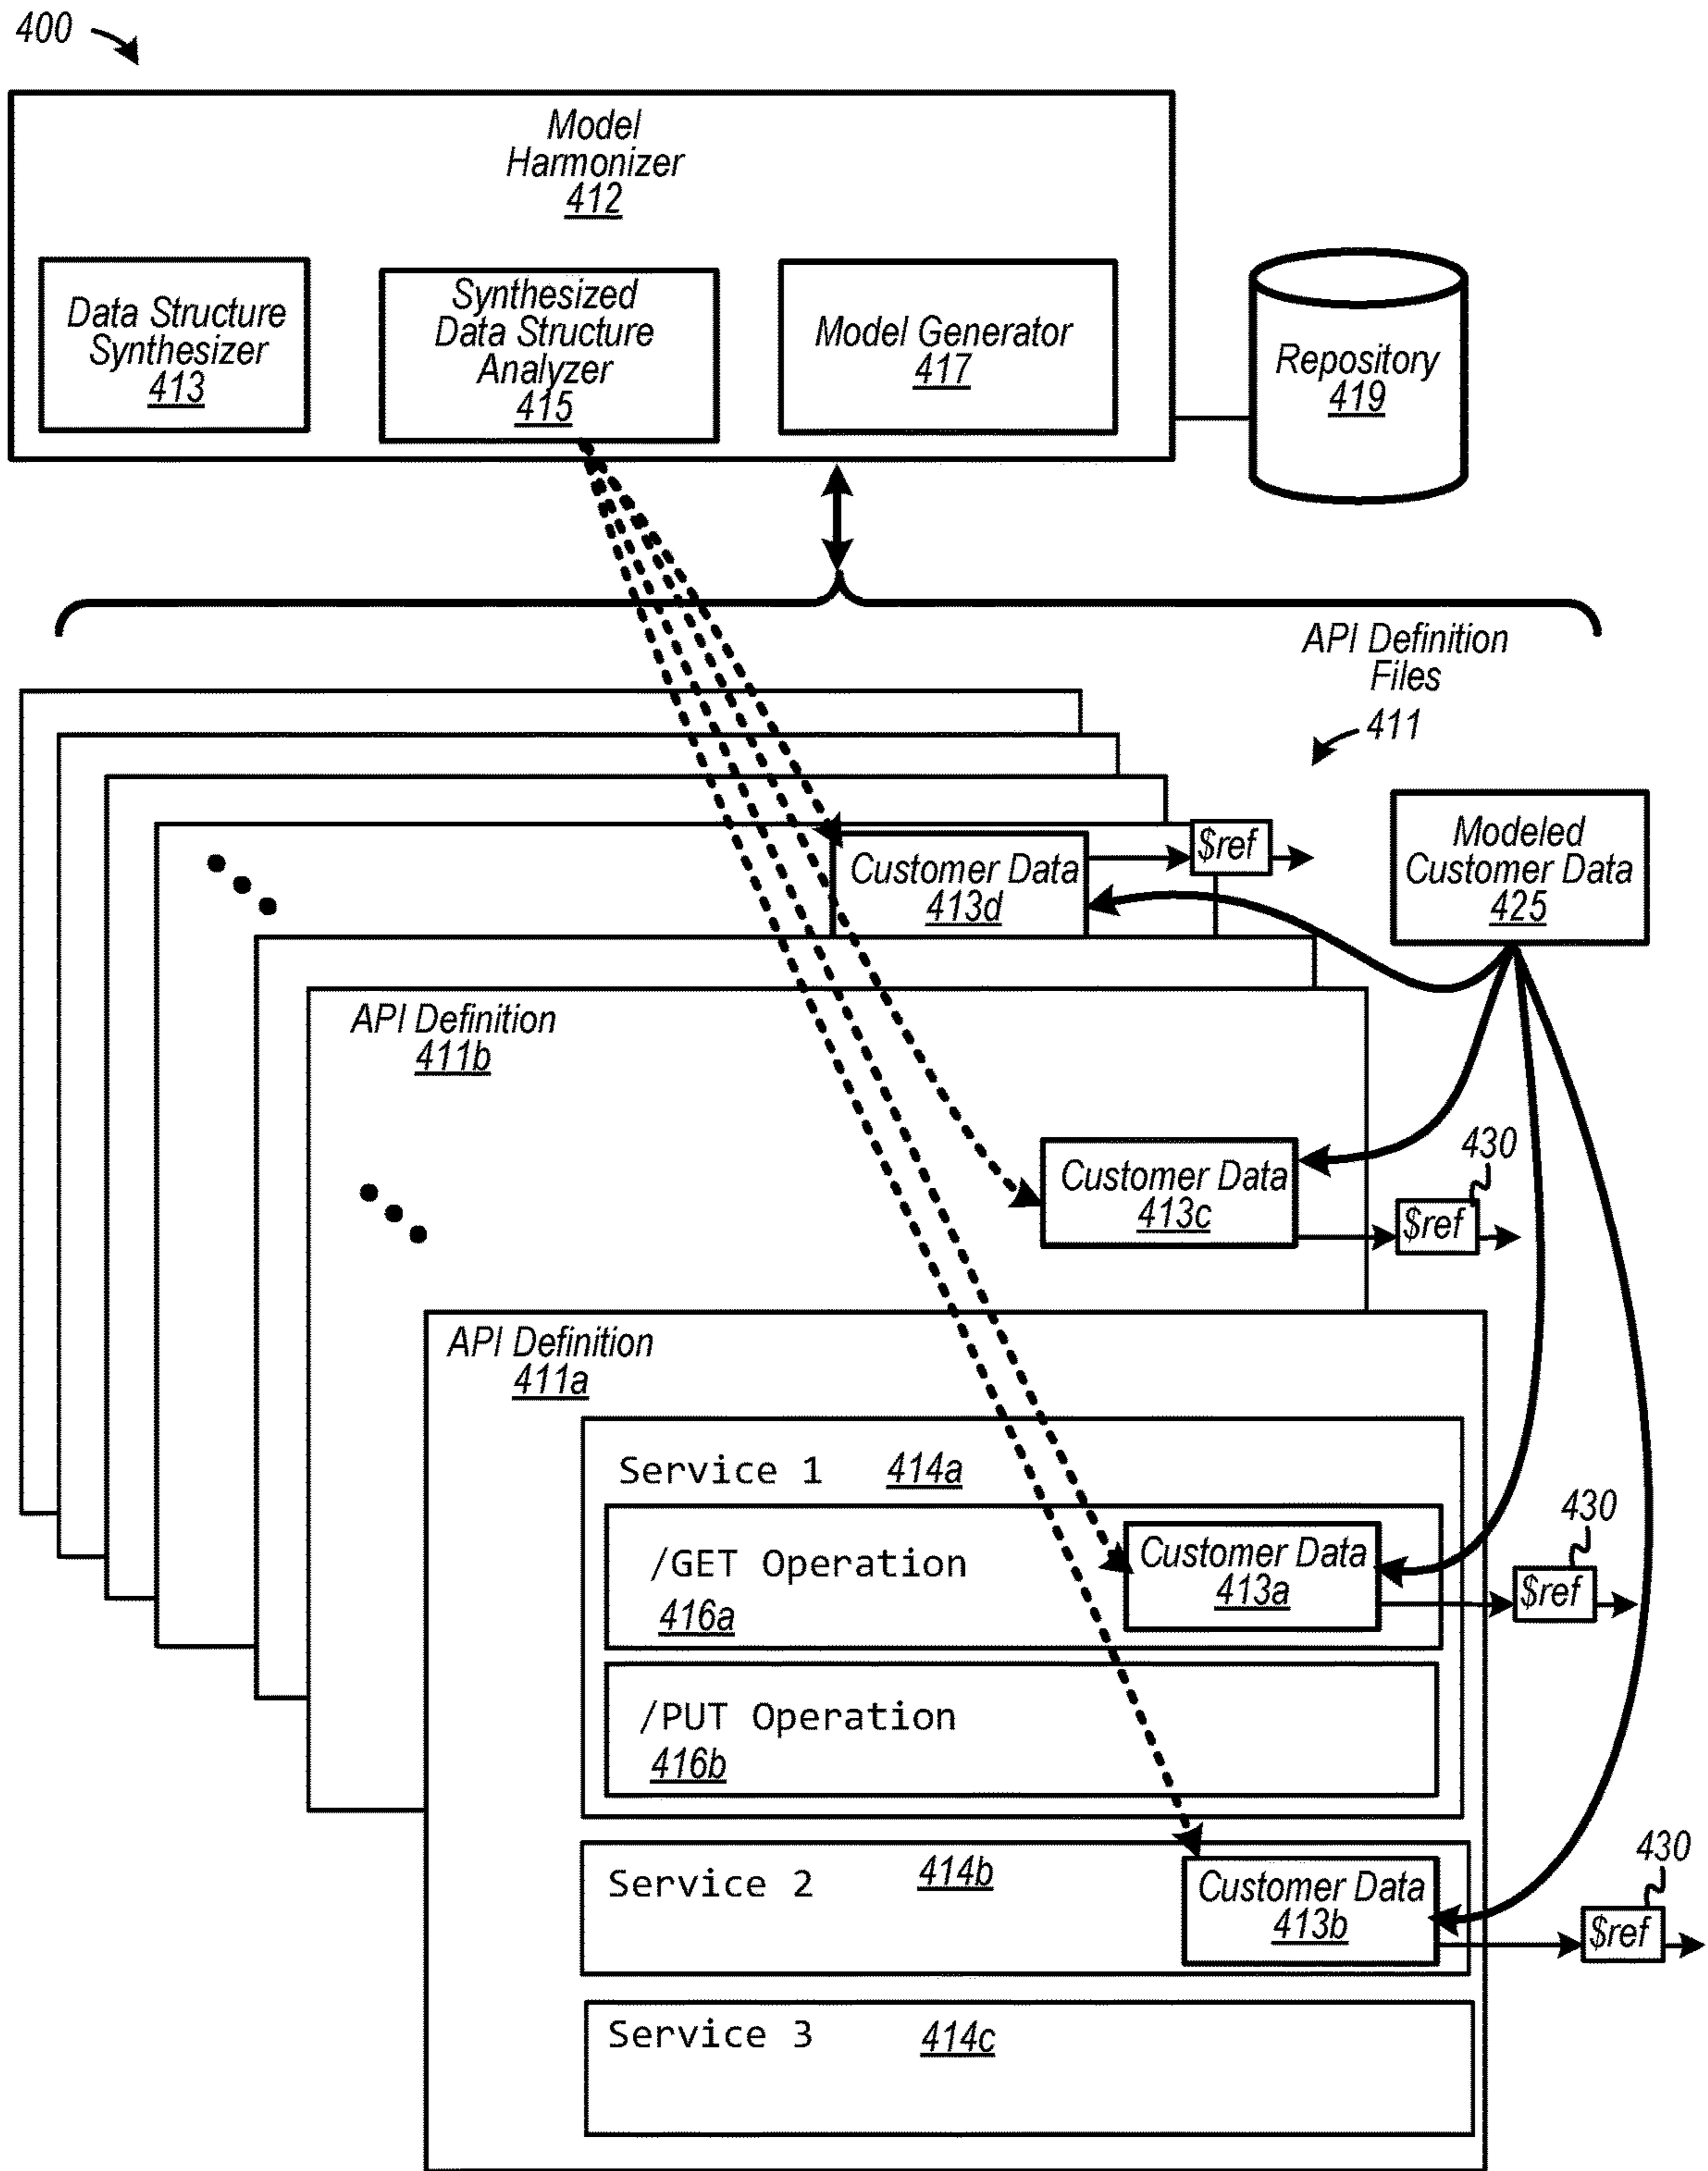 400
Model
Harmonizer
412
Data Structure
Synthesizer
413
Synthesized
Data Structure
Analyzer
415
Model Generator
417
Repository
419
API Definition
Files
411
Customer Data
413d
$ref
Modeled
Customer Data
425
API Definition
411b
Customer Data
413c
430
$ref
API Definition
411a
Service 1 414a
/GET Operation
416a
Customer Data
413a
430
$ref
/PUT Operation
416b
Service 2 414b
Customer Data
413b
430
$ref
Service 3 414c